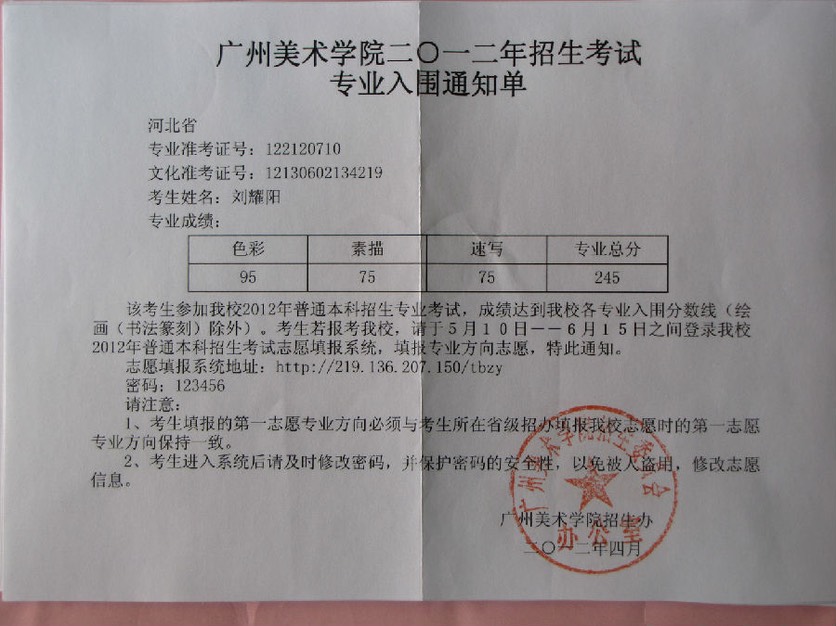 广州美术学院二〇一二年招生考试
专业入围通知单
河北省
专业准考证号：122120710
文化准考证号：12130602134219
考生姓名：刘耀阳
专业成绩：
色彩 素描 速写 专业总分
95 75 75 245
该考生参加我校2012年普通本科招生专业考试，成绩达到我校各专业入围分数线（绘
画（书法篆刻）除外）。考生若报考我校，请于５月１０日——６月１５日之间登录我校
2012年普通本科招生考试志愿填报系统，填报专业方向志愿，特此通知。
志愿填报系统地址：http://219.136.207.150/tbzy
密码：123456
请注意：
1、考生填报的第一志愿专业方向必须与考生所在省级招办填报我校志愿时的第一志愿
专业方向保持一致。
2、考生进入系统后请及时修改密码，并保护密码的安全性，以免被人盗用，修改志愿
信息。
广州美术学院招生委员会
广州美术学院招生办
办公室
二〇一二年四月